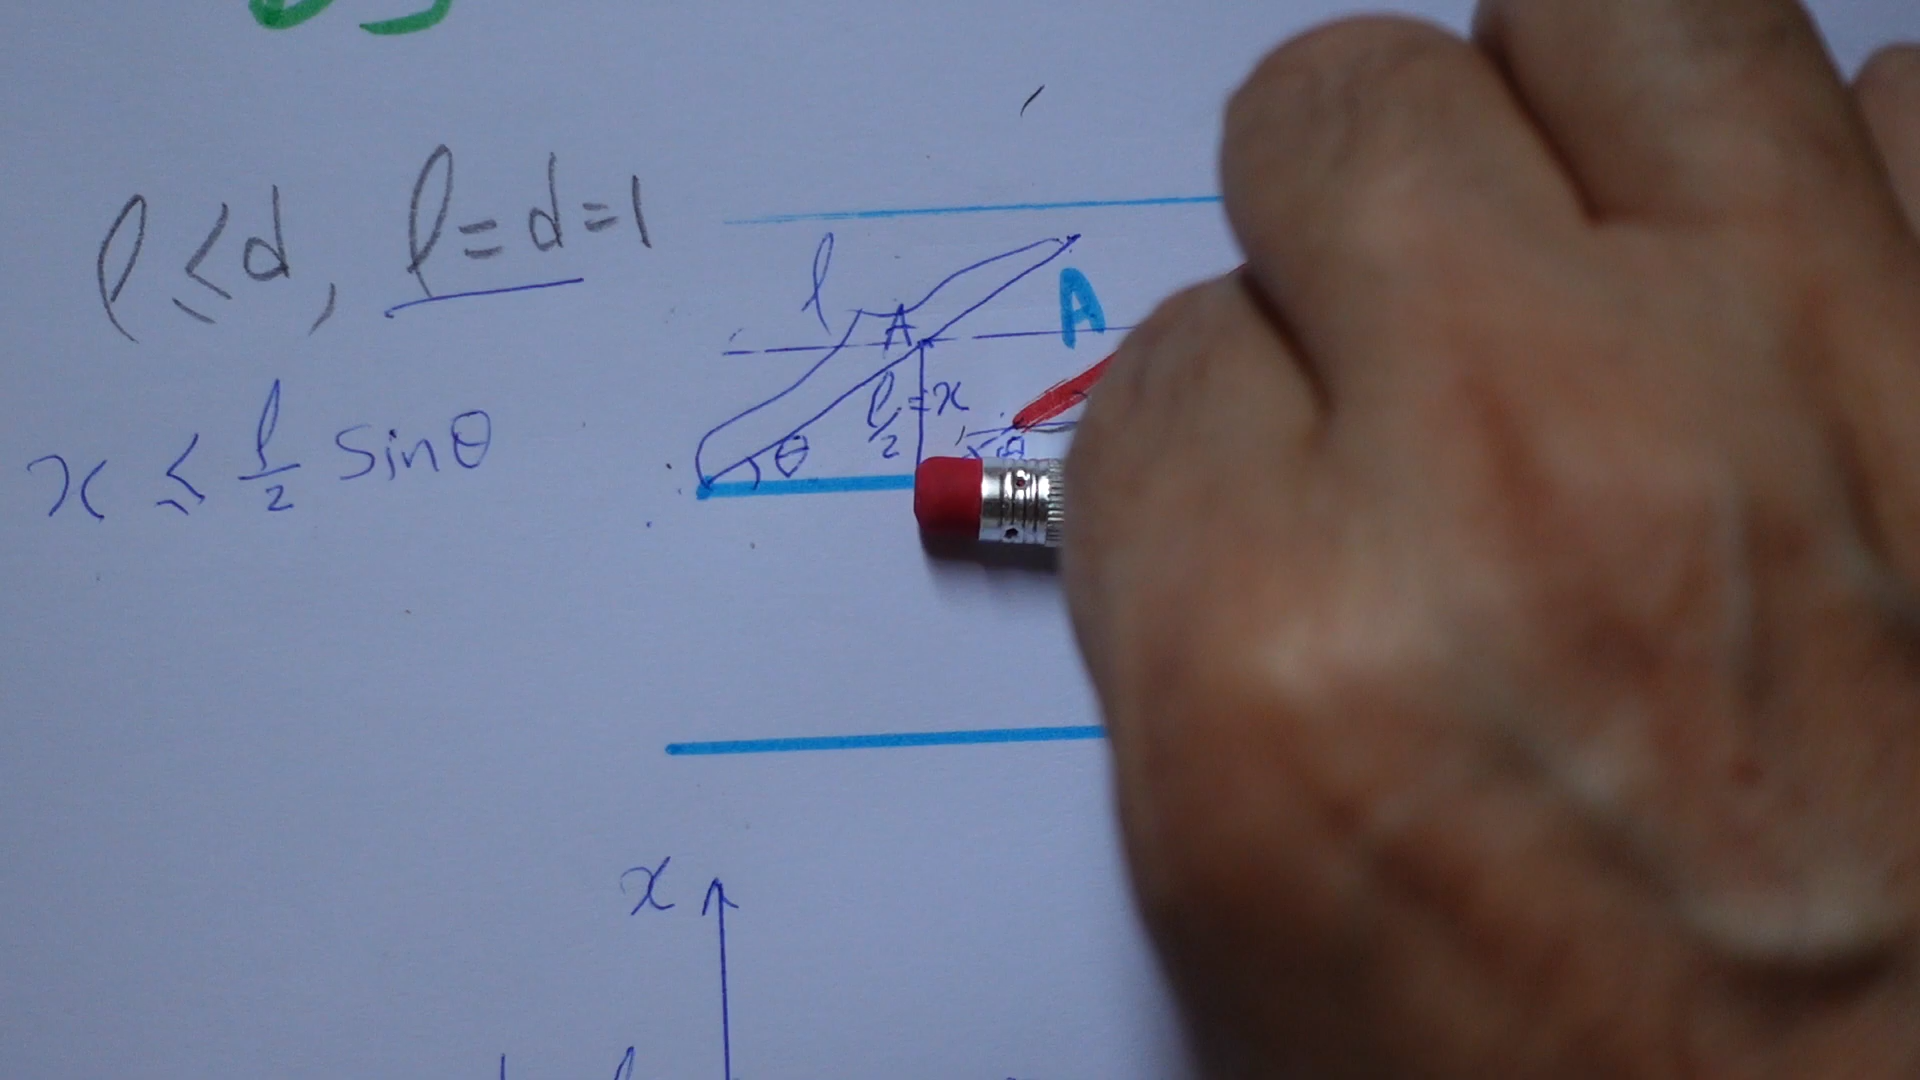 l ≤ d, l = d = 1
l
A
A
l/2 = x
θ
θ
x ≤ l/2 sinθ
x